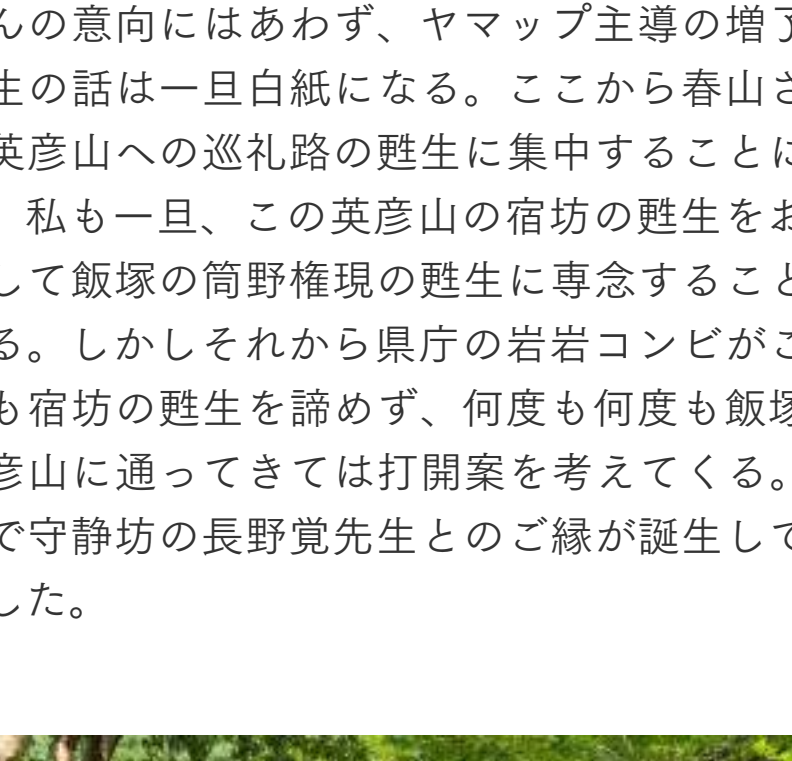 んの意向にはあわず、ヤマップ主導の増了
生の話は一旦白紙になる。ここから春山さ
英彦山への巡礼路の甦生に集中することに
、私も一旦、この英彦山の宿坊の甦生をお
して飯塚の筒野権現の甦生に専念すること
る。しかしそれから県庁の岩岩コンビがこ
も宿坊の甦生を諦めず、何度も何度も飯塚
彦山に通ってきては打開案を考えてくる。
で守静坊の長野覚先生とのご縁が誕生して
した。